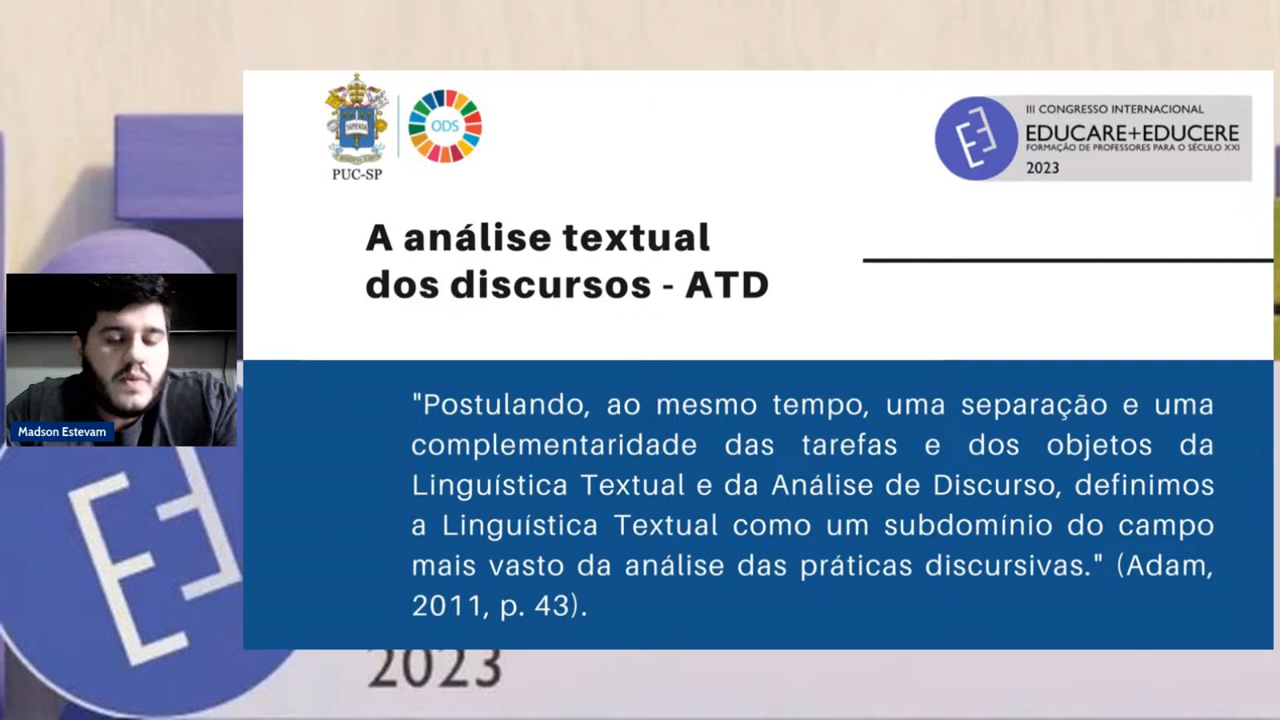 SAPIENTIA
PUC-SP
ODS
III CONGRESSO INTERNACIONAL
EDUCARE+EDUCERE
FORMAÇÃO DE PROFESSORES PARA O SÉCULO XXI
2023
A análise textual
dos discursos - ATD
Madson Estevam
"Postulando, ao mesmo tempo, uma separação e uma
complementaridade das tarefas e dos objetos da
Linguística Textual e da Análise de Discurso, definimos
a Linguística Textual como um subdomínio do campo
mais vasto da análise das práticas discursivas." (Adam,
2011, p. 43).
2023